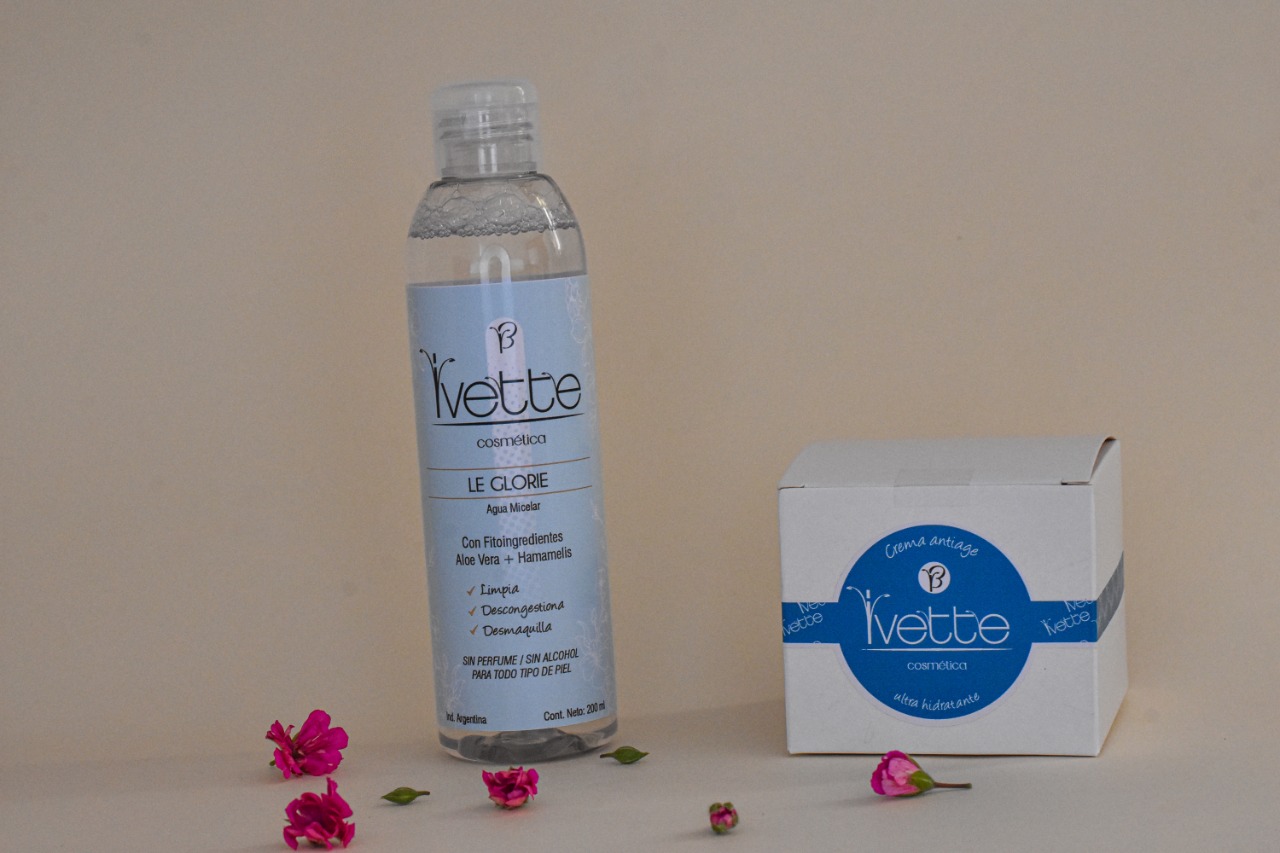 Ivette
cosmética
LE GLORIE
Agua Micelar
Con Fitoingredientes
Aloe Vera + Hamamelis
✓ Limpia
✓ Descongestiona
✓ Desmaquilla
SIN PERFUME / SIN ALCOHOL
PARA TODO TIPO DE PIEL
Ind. Argentina Cont. Neto: 200 ml
Crema antiage
Ivette
cosmética
ultra hidratante
Ivette
Ivette